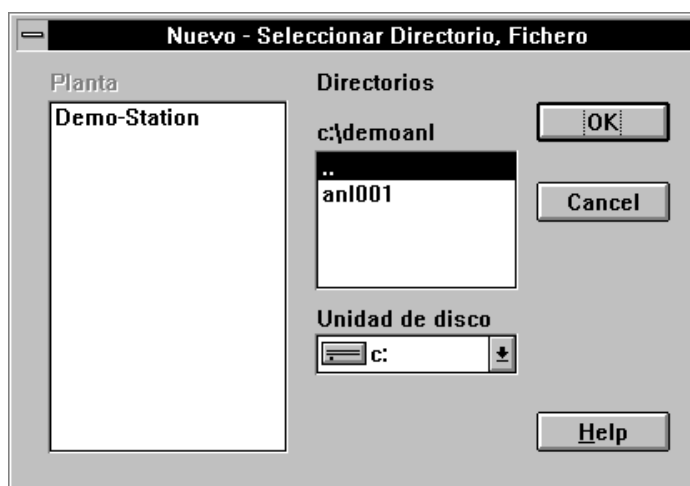 Nuevo - Seleccionar Directorio, Fichero
Planta
Demo-Station
Directorios
c:\demoanl
..
anl001
Unidad de disco
c:
OK
Cancel
Help